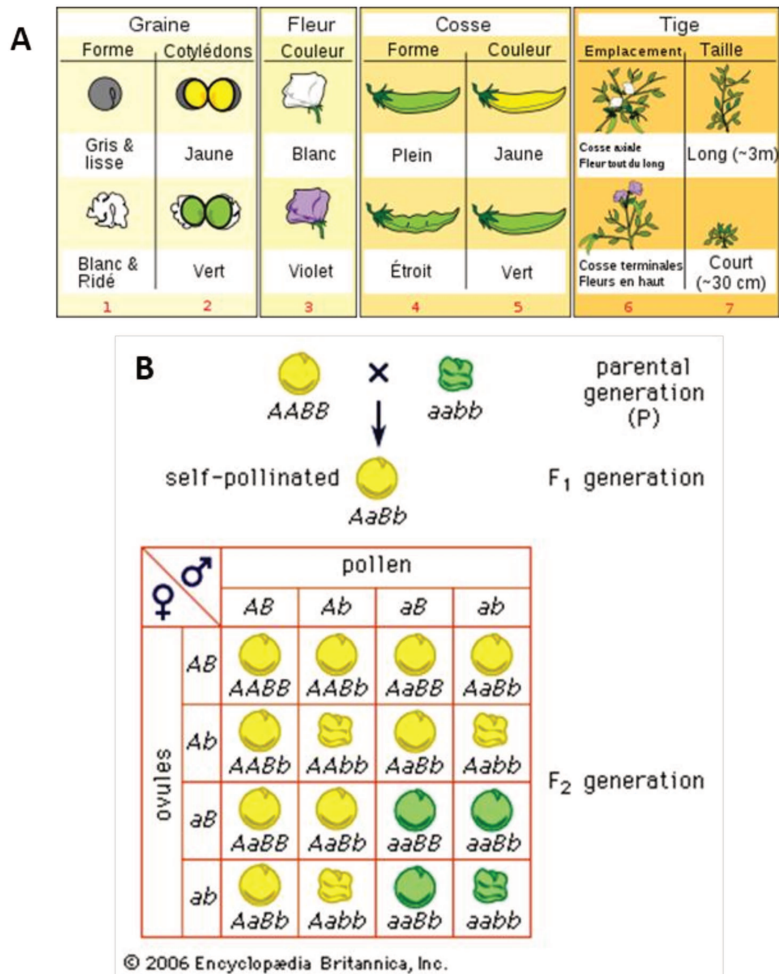 A
Graine Fleur Cosse Tige
Forme Cotylédons Couleur Forme Couleur Emplacement Taille
Gris & lisse
Jaune
Blanc
Plein
Jaune
Cosse axiale
Fleur tout du long
Long (~3m)
Blanc & Ridé
Vert
Violet
Étroit
Vert
Cosse terminales
Fleurs en haut
Court
(~30 cm)
1 2 3 4 5 6 7
B
AABB × aabb
parental
generation
(P)
self-pollinated
F1 generation
AaBb
♀ ♂ pollen
AB Ab aB ab
ovules
AB
AABB AABb AaBB AaBb
Ab
AABb AAbb AaBb Aabb
F2 generation
aB
AaBB AaBb aaBB aaBb
ab
AaBb Aabb aaBb aabb
© 2006 Encyclopædia Britannica, Inc.